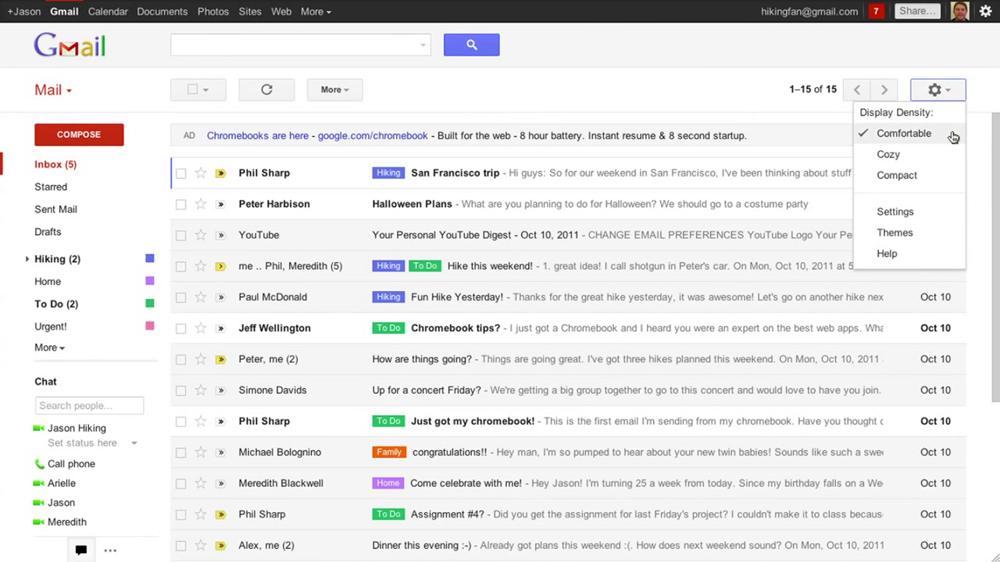 +Jason Gmail Calendar Documents Photos Sites Web More hikingfan@gmail.com 7 Share...
Gmail
Mail More 1–15 of 15
Display Density:
Comfortable
Cozy
Compact
Settings
Themes
Help
COMPOSE
Inbox (5)
Starred
Sent Mail
Drafts
Hiking (2)
Home
To Do (2)
Urgent!
More
Chat
Search people...
Jason Hiking
Set status here
Call phone
Arielle
Jason
Meredith
AD Chromebooks are here - google.com/chromebook - Built for the web - 8 hour battery. Instant resume & 8 second startup.
Phil Sharp Hiking San Francisco trip - Hi guys: So for our weekend in San Francisco, I've been thinking about stuff
Peter Harbison Halloween Plans - What are you planning to do for Halloween? We should go to a costume party
YouTube Your Personal YouTube Digest - Oct 10, 2011 - CHANGE EMAIL PREFERENCES YouTube Logo Your Pe
me .. Phil, Meredith (5) Hiking To Do Hike this weekend! - 1. great idea! I call shotgun in Peter's car. On Mon, Oct 10, 2011 at 5
Paul McDonald Hiking Fun Hike Yesterday! - Thanks for the great hike yesterday, it was awesome! Let's go on another hike nex Oct 10
Jeff Wellington To Do Chromebook tips? - I just got a Chromebook and I heard you were an expert on the best web apps. Wha Oct 10
Peter, me (2) How are things going? - Things are going great. I've got three hikes planned this weekend. On Mon, Oct 10, 2011 Oct 10
Simone Davids Up for a concert Friday? - We're getting a big group together to go to this concert and would love to have you join. Oct 10
Phil Sharp To Do Just got my chromebook! - This is the first email I'm sending from my chromebook. Have you thought c Oct 10
Michael Bolognino Family congratulations!! - Hey man, I'm so pumped to hear about your new twin babies! Sounds like such a swee Oct 10
Meredith Blackwell Home Come celebrate with me! - Hey Jason! I'm turning 25 a week from today. Since my birthday falls on a We Oct 10
Phil Sharp To Do Assignment #4? - Did you get the assignment for last Friday's project? I couldn't make it to class becaus Oct 10
Alex, me (2) Dinner this evening :-) - Already got plans this weekend :(. How does next weekend sound? On Mon, Oct 10, 2011 Oct 10